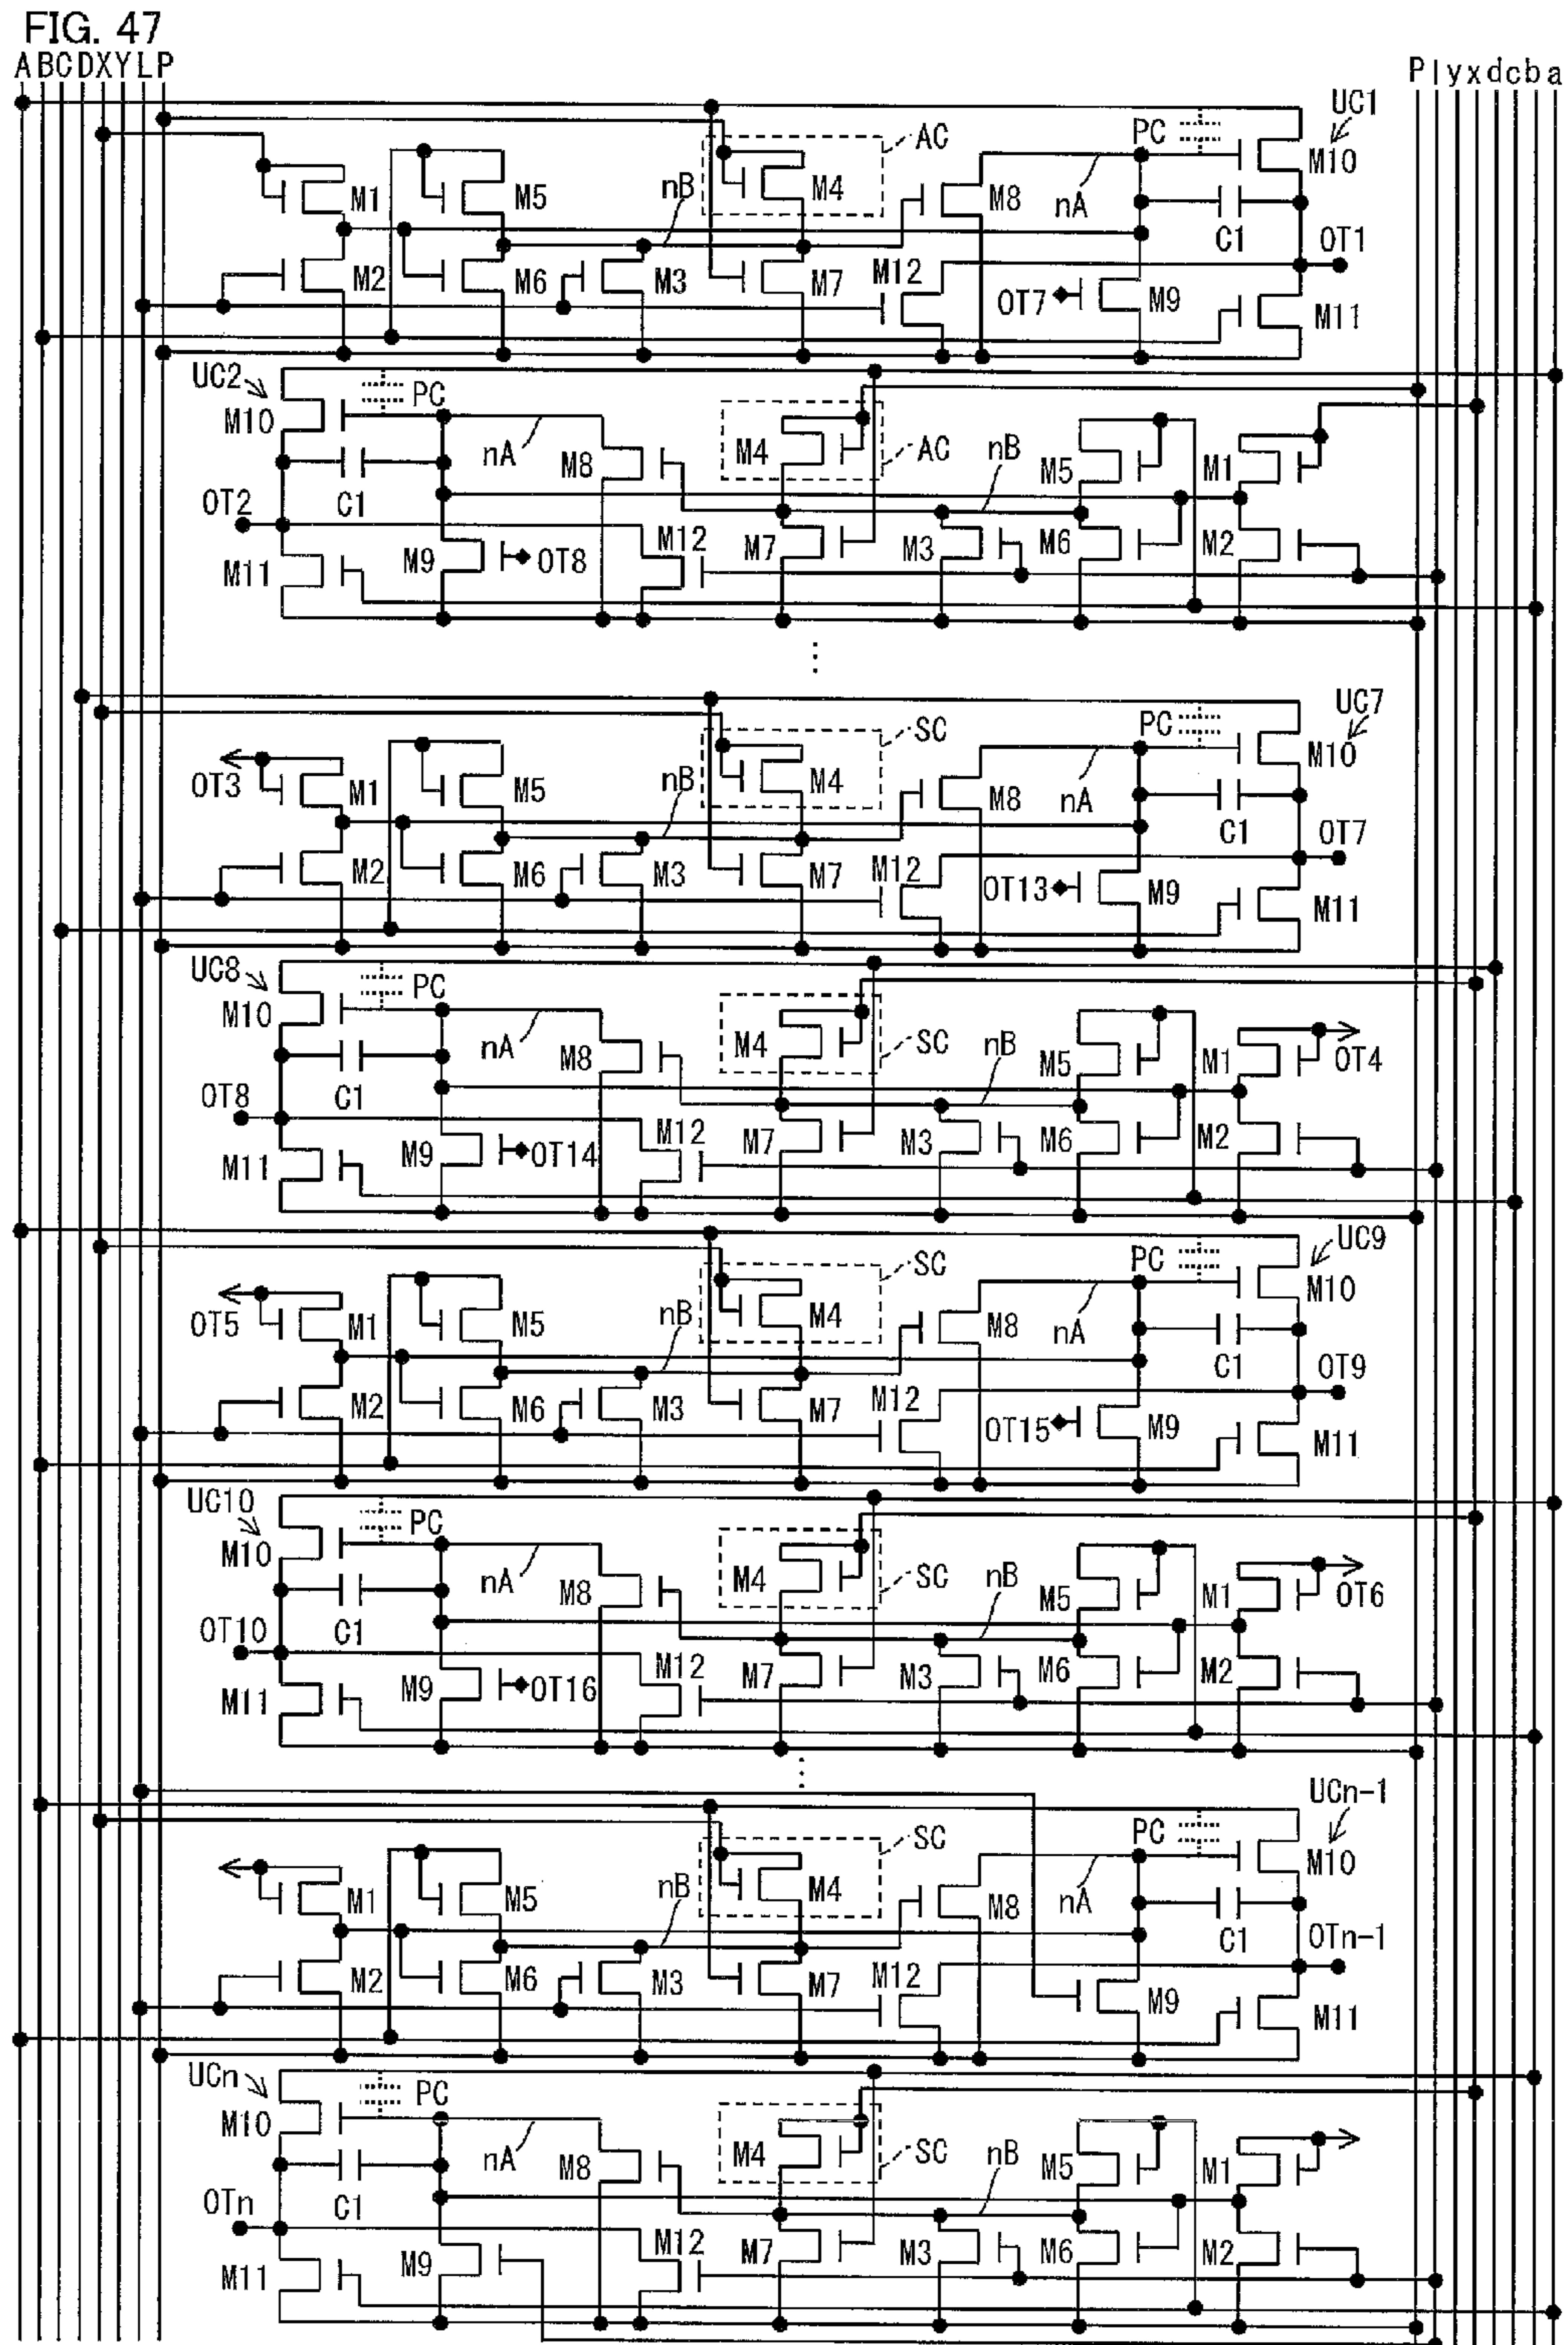 FIG. 47
A B C D X Y L P
P l y x d c b a
UC1
PC
AC
M10
M1
M5
nB
M4
M8
nA
C1
OT1
M2
M6
M3
M7
M12
OT7
M9
M11
UC2
PC
M10
nA
M8
M4
AC
nB
M5
M1
OT2
C1
M11
M9
OT8
M12
M7
M3
M6
M2
UC7
PC
SC
M10
OT3
M1
M5
nB
M4
M8
nA
C1
OT7
M2
M6
M3
M7
M12
OT13
M9
M11
UC8
PC
M10
nA
M8
M4
SC
nB
M5
M1
OT4
OT8
C1
M11
M9
OT14
M12
M7
M3
M6
M2
UC9
PC
SC
M10
OT5
M1
M5
nB
M4
M8
nA
C1
OT9
M2
M6
M3
M7
M12
OT15
M9
M11
UC10
PC
M10
nA
M8
M4
SC
nB
M5
M1
OT6
OT10
C1
M11
M9
OT16
M12
M7
M3
M6
M2
UCn-1
PC
SC
M10
M1
M5
nB
M4
M8
nA
C1
OTn-1
M2
M6
M3
M7
M12
M9
M11
UCn
PC
M10
nA
M8
M4
SC
nB
M5
M1
OTn
C1
M11
M9
M12
M7
M3
M6
M2